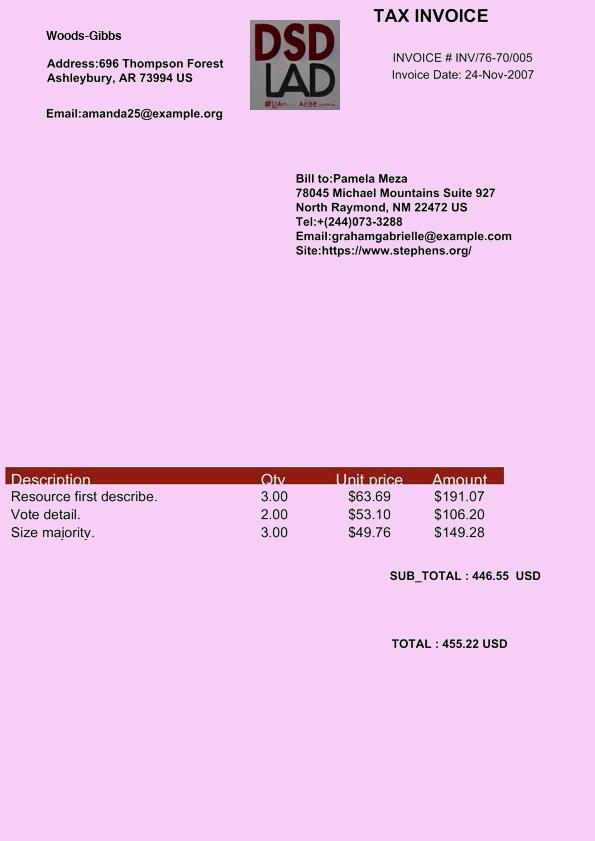 TAX INVOICE
Woods-Gibbs
DSD
LAD
INVOICE # INV/76-70/005
Address:696 Thompson Forest
Ashleybury, AR 73994 US
Invoice Date: 24-Nov-2007
Email:amanda25@example.org
Bill to:Pamela Meza
78045 Michael Mountains Suite 927
North Raymond, NM 22472 US
Tel:+(244)073-3288
Email:grahamgabrielle@example.com
Site:https://www.stephens.org/
Description Qty Unit price Amount
Resource first describe. 3.00 $63.69 $191.07
Vote detail. 2.00 $53.10 $106.20
Size majority. 3.00 $49.76 $149.28
SUB_TOTAL : 446.55 USD
TOTAL : 455.22 USD